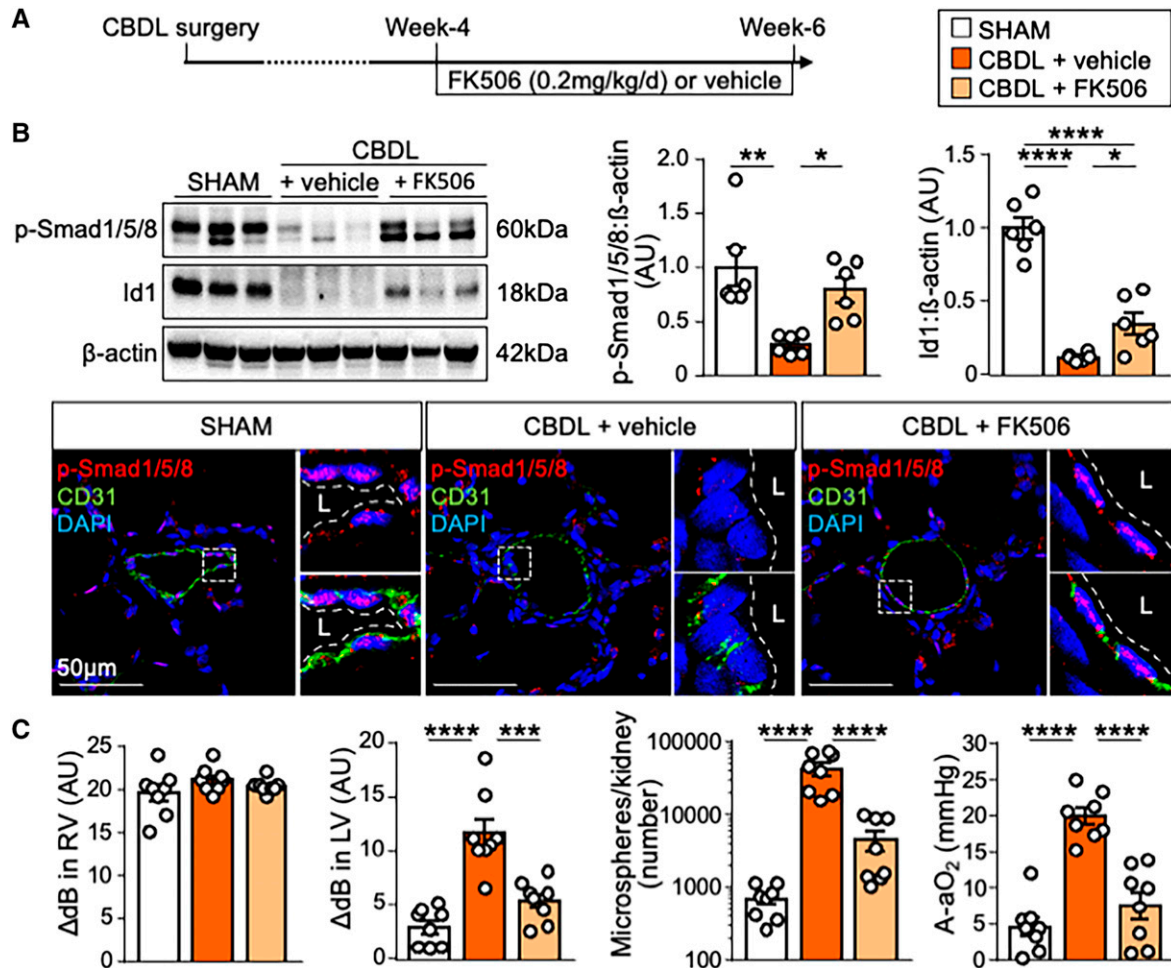 A
CBDL surgery
Week-4
Week-6
FK506 (0.2mg/kg/d) or vehicle
SHAM
CBDL + vehicle
CBDL + FK506
B
CBDL
SHAM + vehicle + FK506
p-Smad1/5/8
60kDa
Id1
18kDa
β-actin
42kDa
p-Smad1/5/8:ß-actin
(AU)
2.0
1.5
1.0
0.5
0
** *
Id1:ß-actin (AU)
1.5
1.0
0.5
0
****
**** *
SHAM
CBDL + vehicle
CBDL + FK506
p-Smad1/5/8
CD31
DAPI
L
L
50µm
p-Smad1/5/8
CD31
DAPI
L
L
p-Smad1/5/8
CD31
DAPI
L
L
C
ΔdB in RV (AU)
25
20
15
10
5
0
ΔdB in LV (AU)
20
15
10
5
0
**** ***
Microspheres/kidney
(number)
100000
10000
1000
100
**** ****
A-aO₂ (mmHg)
30
25
20
15
10
5
0
**** ****